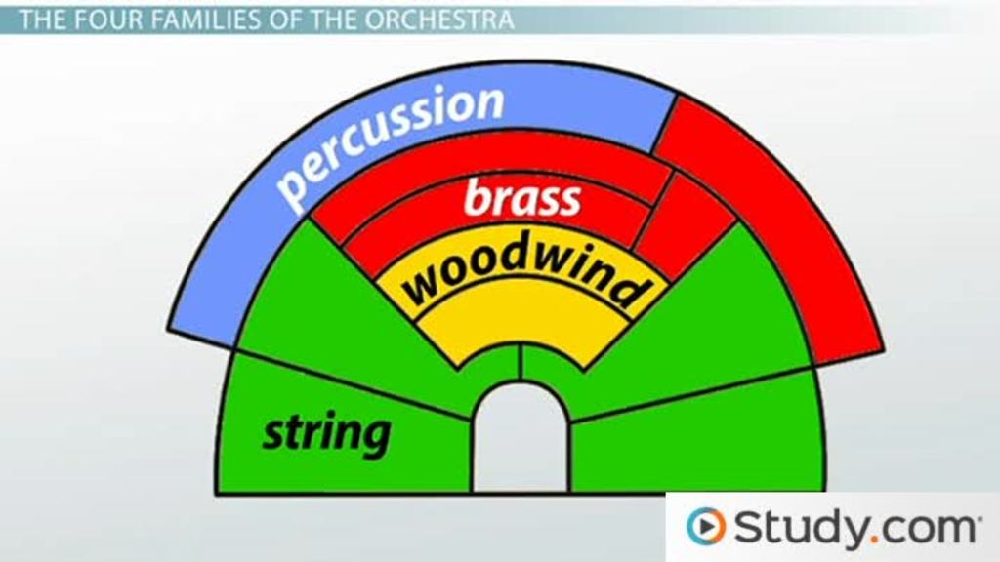 THE FOUR FAMILIES OF THE ORCHESTRA
percussion
brass
woodwind
string
Study.com